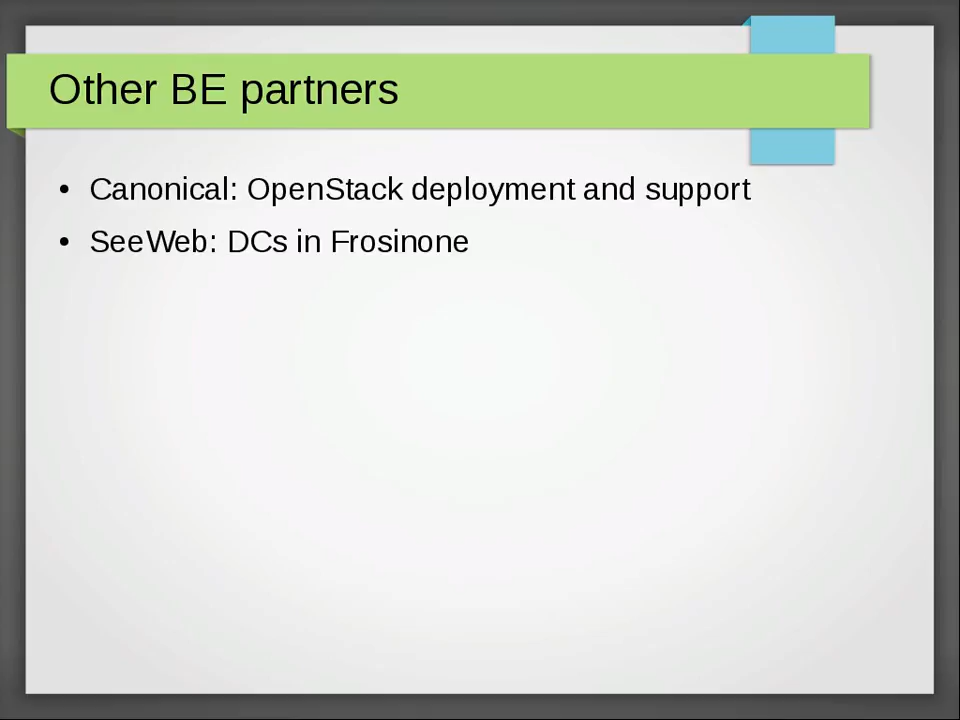 Other BE partners
• Canonical: OpenStack deployment and support
• SeeWeb: DCs in Frosinone